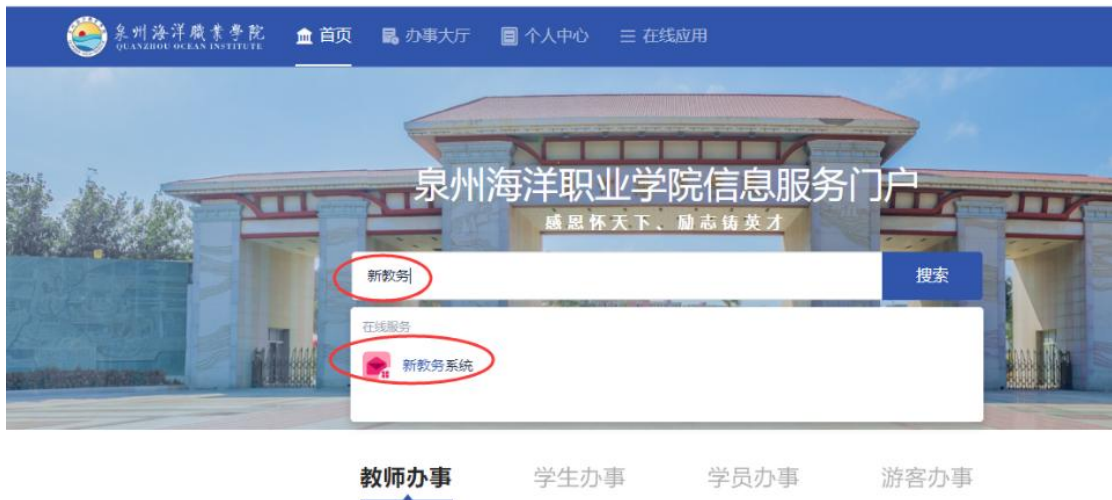 泉州海洋職業學院
QUANZHOU OCEAN INSTITUTE
首页 办事大厅 个人中心 在线应用
泉州海洋职业学院信息服务门户
感恩怀天下、励志铸英才
新教务 搜索
在线服务
新教务系统
教师办事 学生办事 学员办事 游客办事